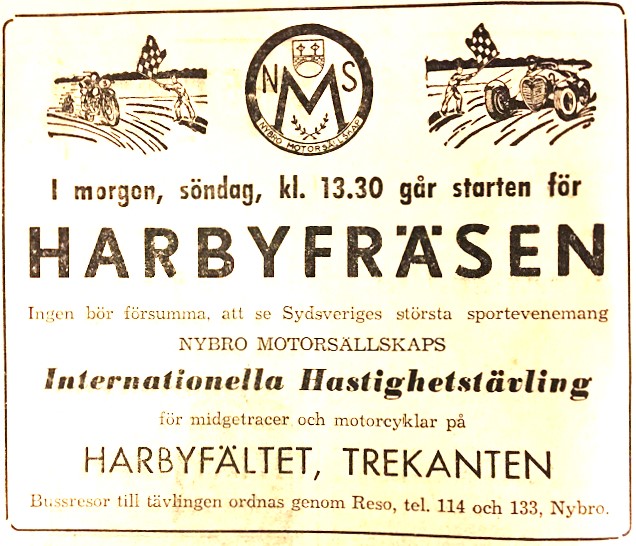 N M S
NYBRO MOTORSÄLLSKAP
I morgon, söndag, kl. 13.30 går starten för
HARBYFRÄSEN
Ingen bör försumma, att se Sydsveriges största sportevenemang
NYBRO MOTORSÄLLSKAPS
Internationella Hastighetstävling
för midgetracer och motorcyklar på
HARBYFÄLTET, TREKANTEN
Bussresor till tävlingen ordnas genom Reso, tel. 114 och 133, Nybro.